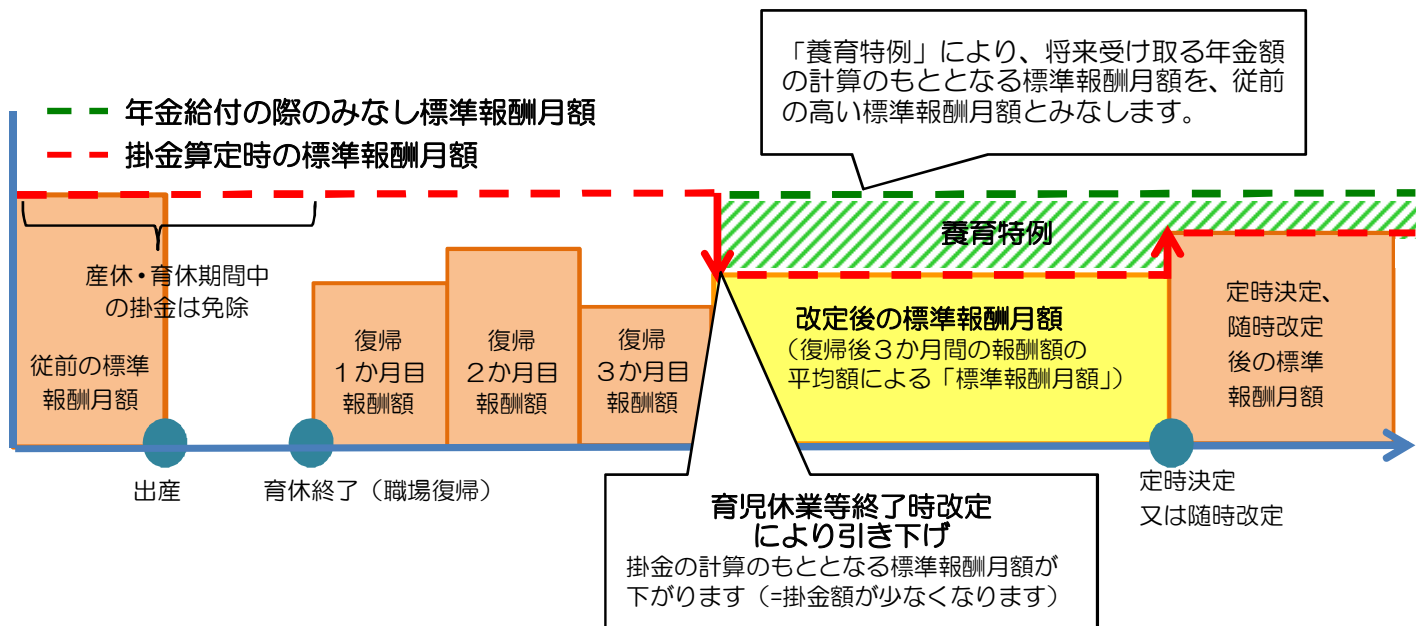 「養育特例」により、将来受け取る年金額
の計算のもととなる標準報酬月額を、従前
の高い標準報酬月額とみなします。
年金給付の際のみなし標準報酬月額
掛金算定時の標準報酬月額
養育特例
産休・育休期間中
の掛金は免除
従前の標準
報酬月額
復帰
１か月目
報酬額
復帰
２か月目
報酬額
復帰
３か月目
報酬額
改定後の標準報酬月額
（復帰後３か月間の報酬額の
平均額による「標準報酬月額」）
定時決定、
随時改定
後の標準
報酬月額
出産
育休終了（職場復帰）
定時決定
又は随時改定
育児休業等終了時改定
により引き下げ
掛金の計算のもととなる標準報酬月額が
下がります（=掛金額が少なくなります）